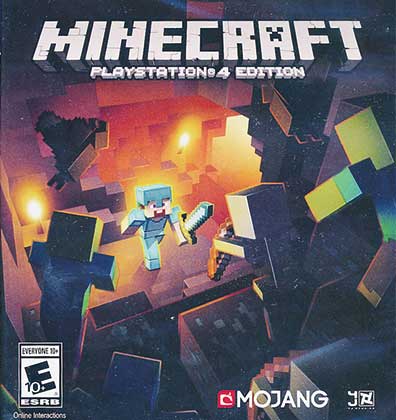 MINECRAFT
PLAYSTATION®4 EDITION
EVERYONE 10+
E
10+
ESRB
Online Interactions
MOJANG